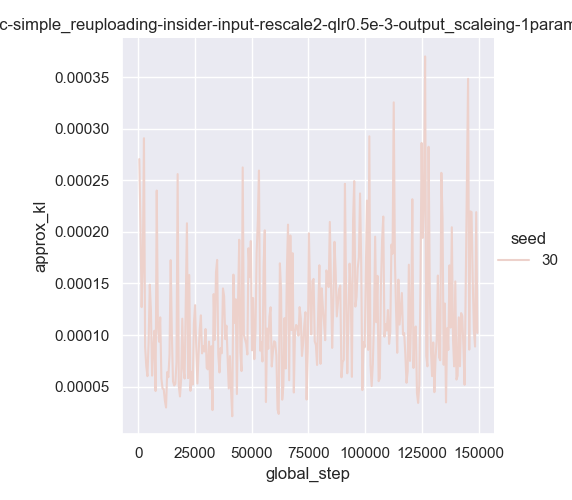 c-simple_reuploading-insider-input-rescale2-qlr0.5e-3-output_scaleing-1param
0.00035
0.00030
0.00025
0.00020
0.00015
0.00010
0.00005
approx_kl
seed
30
0 25000 50000 75000 100000 125000 150000
global_step